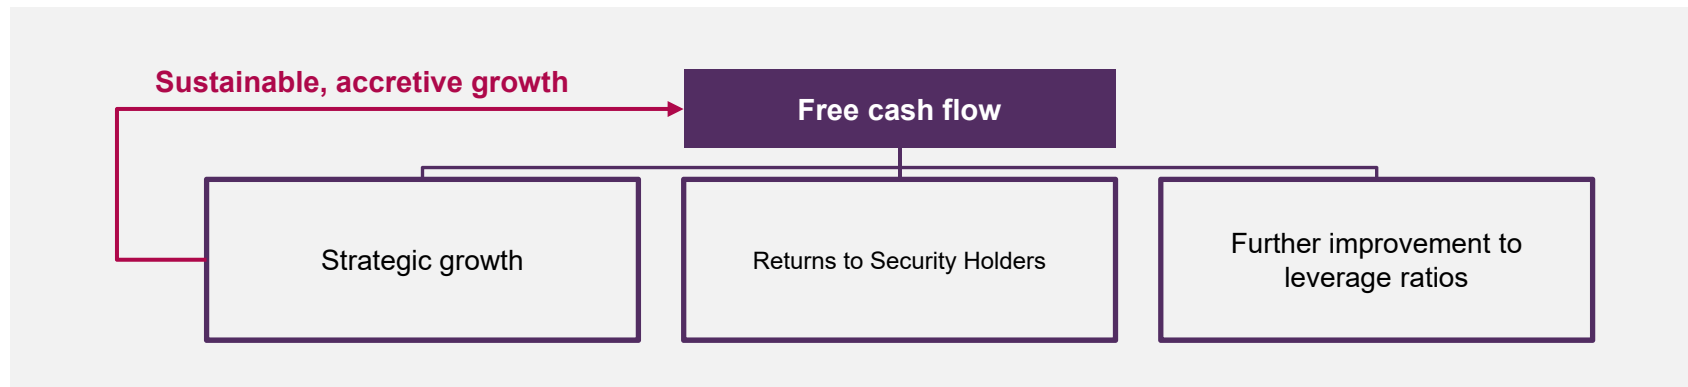 Sustainable, accretive growth
Free cash flow
Strategic growth
Returns to Security Holders
Further improvement to
leverage ratios